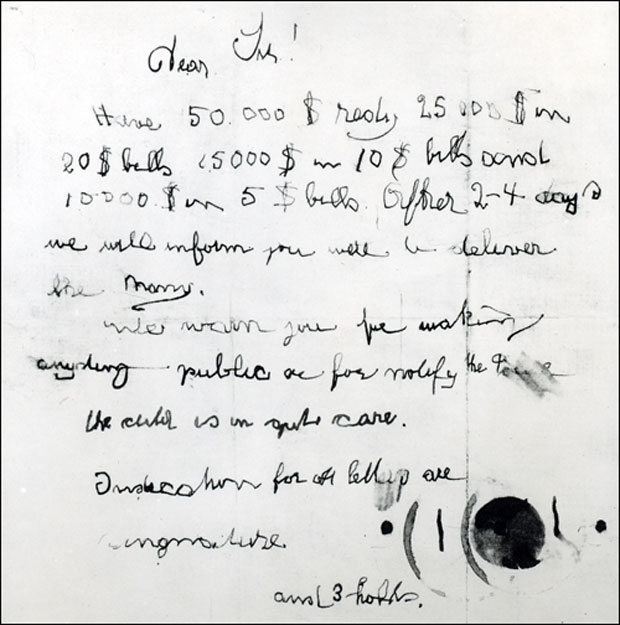 Dear Sir!
Have 50.000 $ redy 25 000 $ in
20 $ bills 15000 $ in 10 $ bills and
10000 $ in 5 $ bills. After 2-4 days
we will inform you were to deliver
the Mony.
We warn you for making
anyding public or for notify the
the child is in gut care.
Indication for all letters are
singnature
and 3 holds.